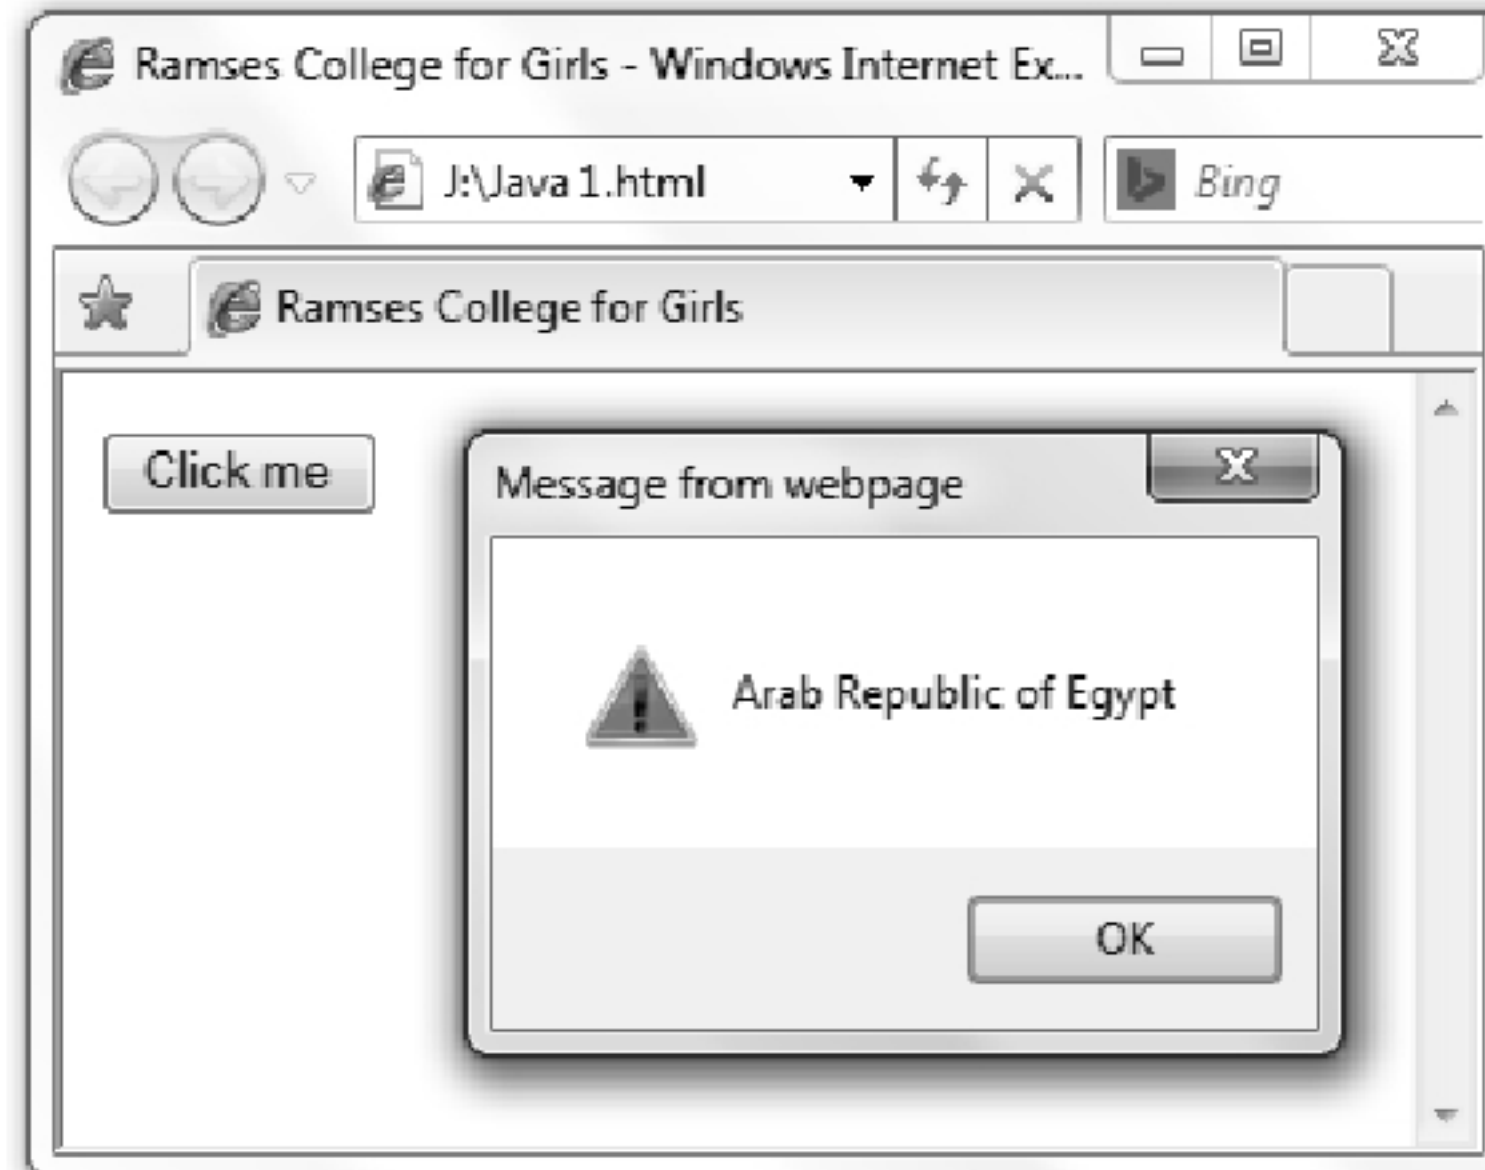 Ramses College for Girls - Windows Internet Ex...
J:\Java 1.html
Bing
Ramses College for Girls
Click me
Message from webpage
Arab Republic of Egypt
OK